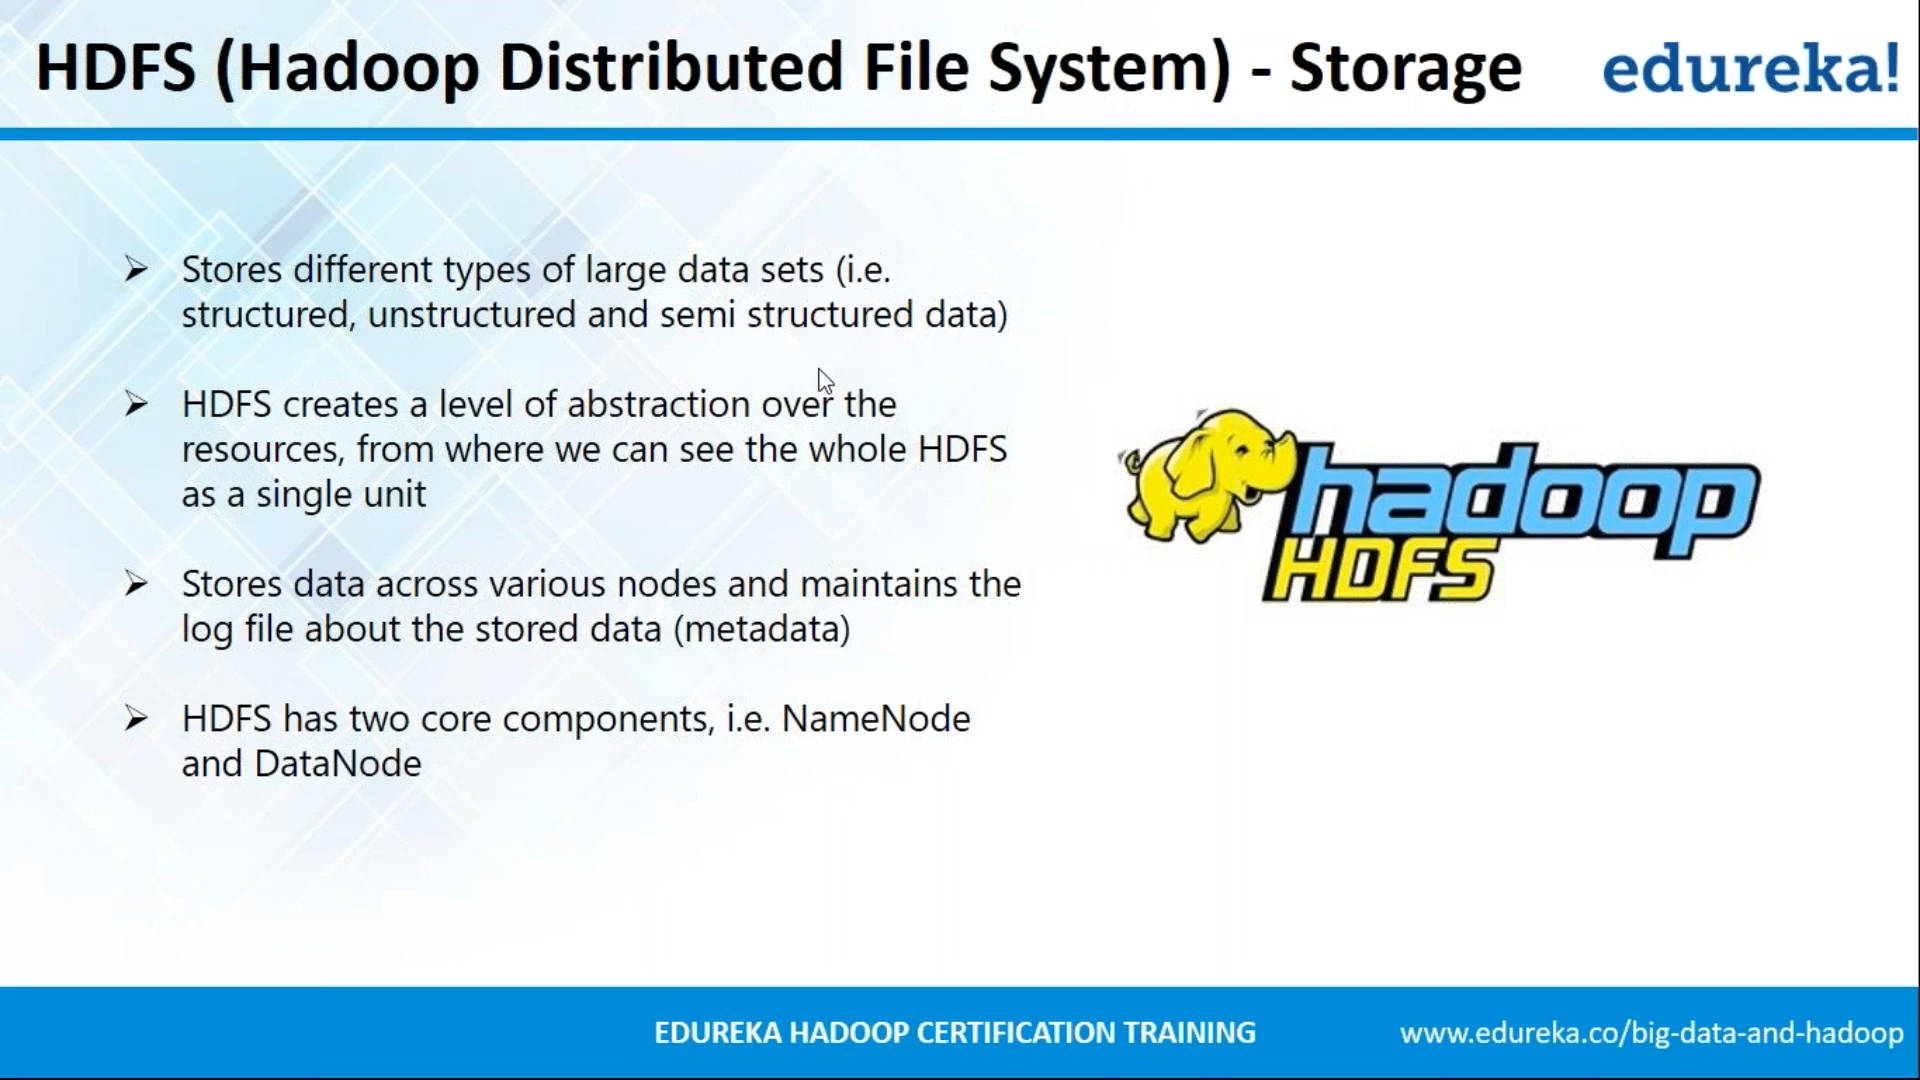 HDFS (Hadoop Distributed File System) - Storage
edureka!
➢ Stores different types of large data sets (i.e.
structured, unstructured and semi structured data)
➢ HDFS creates a level of abstraction over the
resources, from where we can see the whole HDFS
as a single unit
➢ Stores data across various nodes and maintains the
log file about the stored data (metadata)
➢ HDFS has two core components, i.e. NameNode
and DataNode
hadoop
HDFS
EDUREKA HADOOP CERTIFICATION TRAINING
www.edureka.co/big-data-and-hadoop